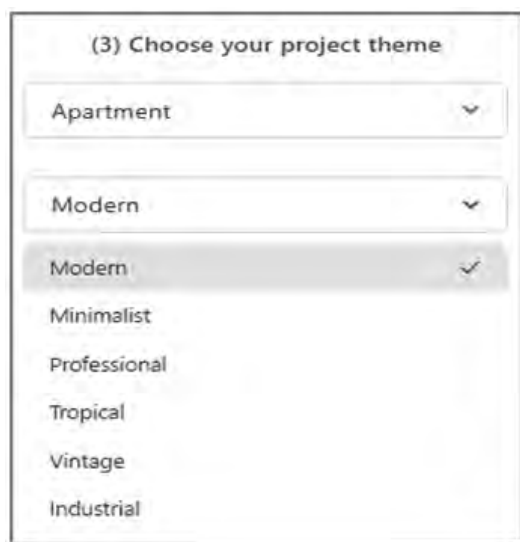 (3) Choose your project theme
Apartment
Modern
Modern
Minimalist
Professional
Tropical
Vintage
Industrial